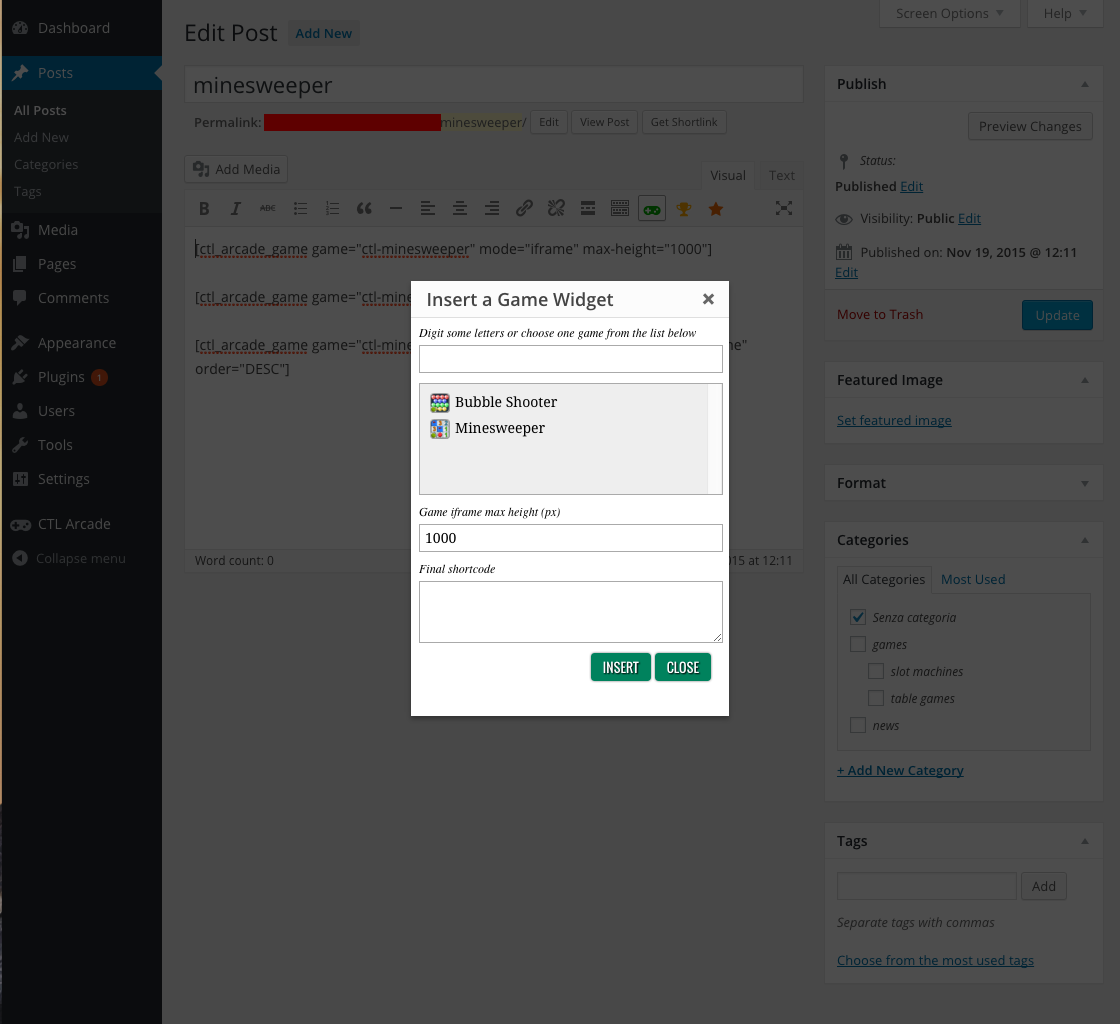 Dashboard
Posts
All Posts
Add New
Categories
Tags
Media
Pages
Comments
Appearance
Plugins 1
Users
Tools
Settings
CTL Arcade
Collapse menu
Screen Options
Help
Edit Post
Add New
minesweeper
Permalink: minesweeper/ Edit View Post Get Shortlink
Add Media
Visual Text
B I ABC
[ctl_arcade_game game="ctl-minesweeper" mode="iframe" max-height="1000"]
[ctl_arcade_game game="ctl-mine
[ctl_arcade_game game="ctl-mine e"
order="DESC"]
Word count: 0
15 at 12:11
Insert a Game Widget
Digit some letters or choose one game from the list below
Bubble Shooter
Minesweeper
Game iframe max height (px)
1000
Final shortcode
INSERT CLOSE
Publish
Preview Changes
Status:
Published Edit
Visibility: Public Edit
Published on: Nov 19, 2015 @ 12:11
Edit
Move to Trash
Update
Featured Image
Set featured image
Format
Categories
All Categories Most Used
Senza categoria
games
slot machines
table games
news
+ Add New Category
Tags
Add
Separate tags with commas
Choose from the most used tags